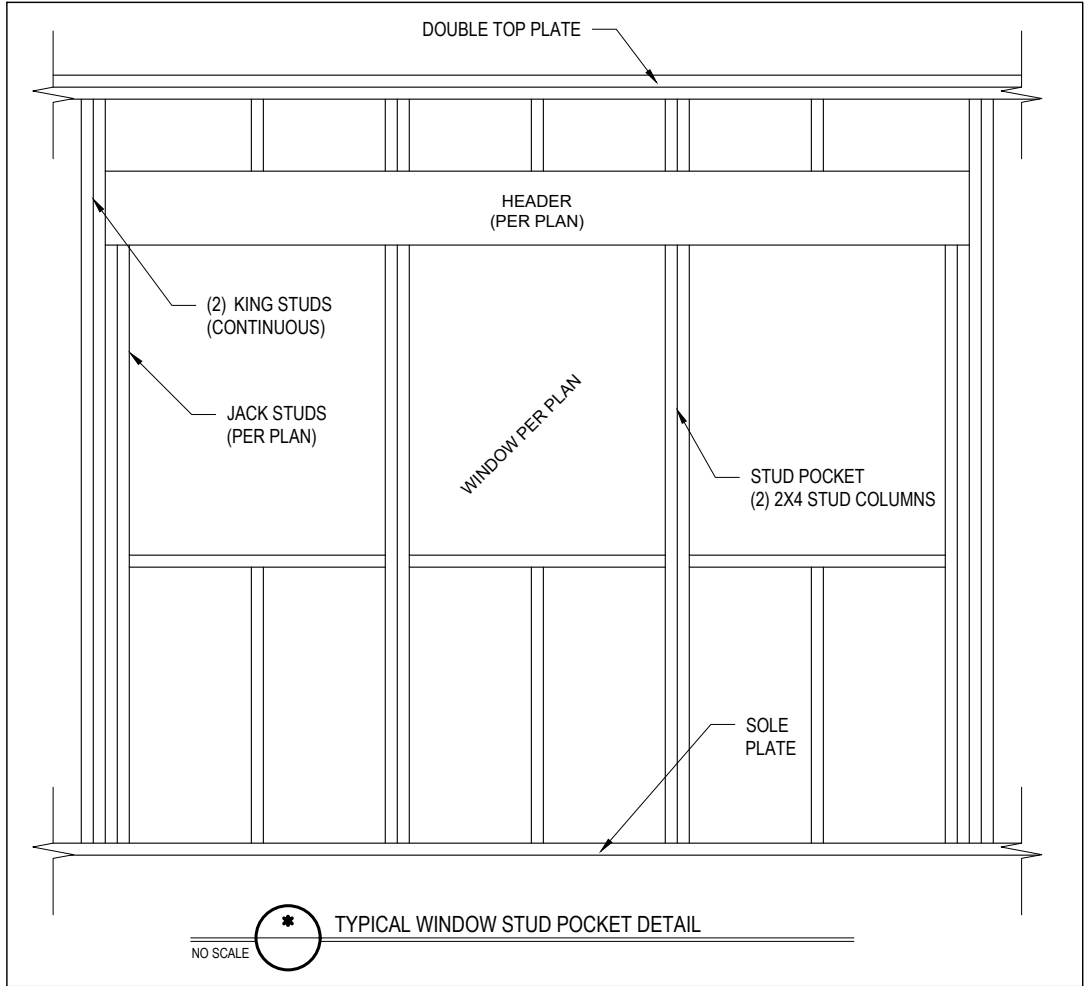 DOUBLE TOP PLATE
HEADER
(PER PLAN)
(2) KING STUDS
(CONTINUOUS)
JACK STUDS
(PER PLAN)
WINDOW PER PLAN
STUD POCKET
(2) 2X4 STUD COLUMNS
SOLE
PLATE
*
TYPICAL WINDOW STUD POCKET DETAIL
NO SCALE